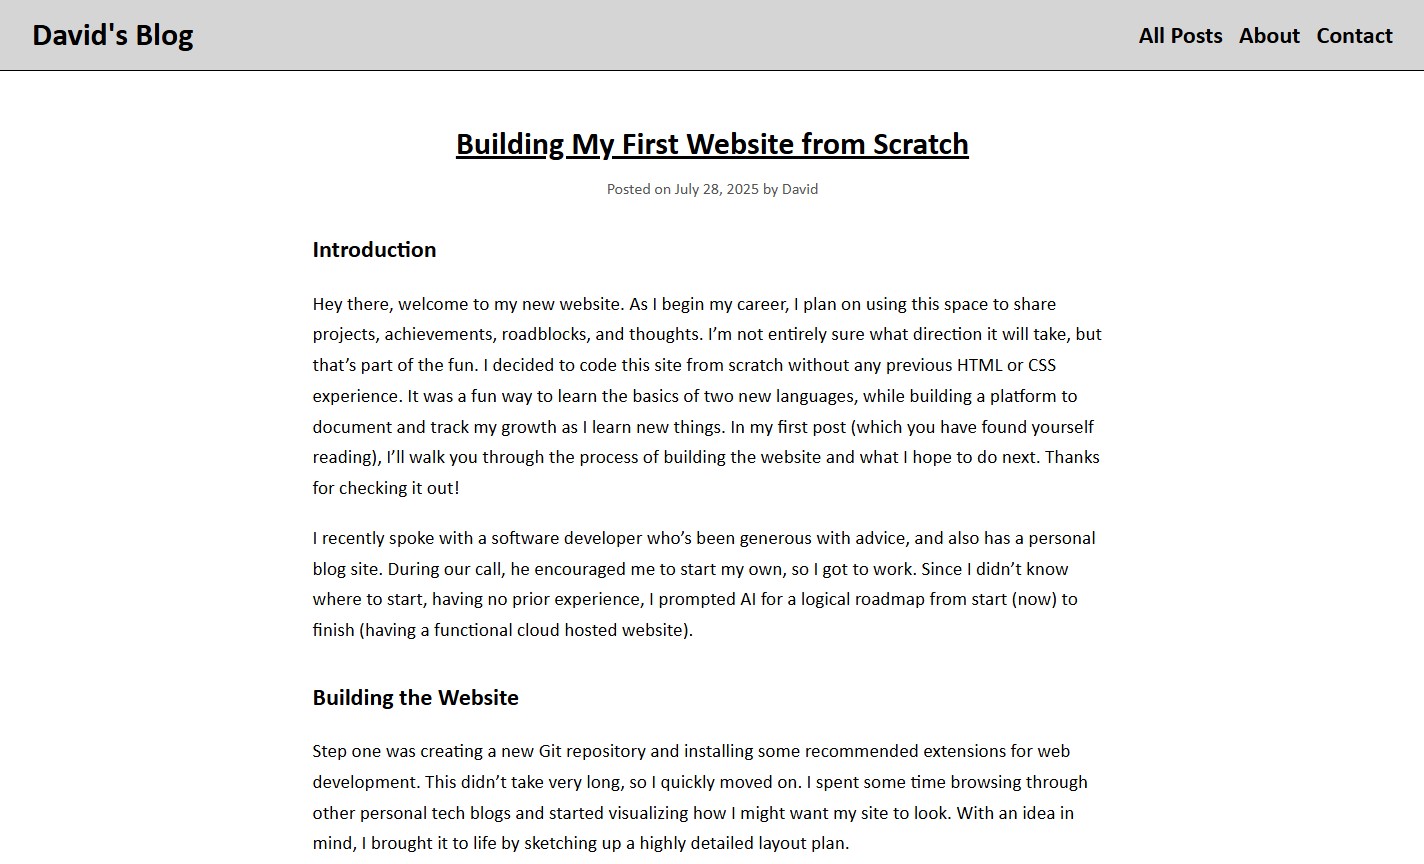 David's Blog
All Posts About Contact
Building My First Website from Scratch
Posted on July 28, 2025 by David
Introduction
Hey there, welcome to my new website. As I begin my career, I plan on using this space to share
projects, achievements, roadblocks, and thoughts. I’m not entirely sure what direction it will take, but
that’s part of the fun. I decided to code this site from scratch without any previous HTML or CSS
experience. It was a fun way to learn the basics of two new languages, while building a platform to
document and track my growth as I learn new things. In my first post (which you have found yourself
reading), I’ll walk you through the process of building the website and what I hope to do next. Thanks
for checking it out!
I recently spoke with a software developer who’s been generous with advice, and also has a personal
blog site. During our call, he encouraged me to start my own, so I got to work. Since I didn’t know
where to start, having no prior experience, I prompted AI for a logical roadmap from start (now) to
finish (having a functional cloud hosted website).
Building the Website
Step one was creating a new Git repository and installing some recommended extensions for web
development. This didn’t take very long, so I quickly moved on. I spent some time browsing through
other personal tech blogs and started visualizing how I might want my site to look. With an idea in
mind, I brought it to life by sketching up a highly detailed layout plan.